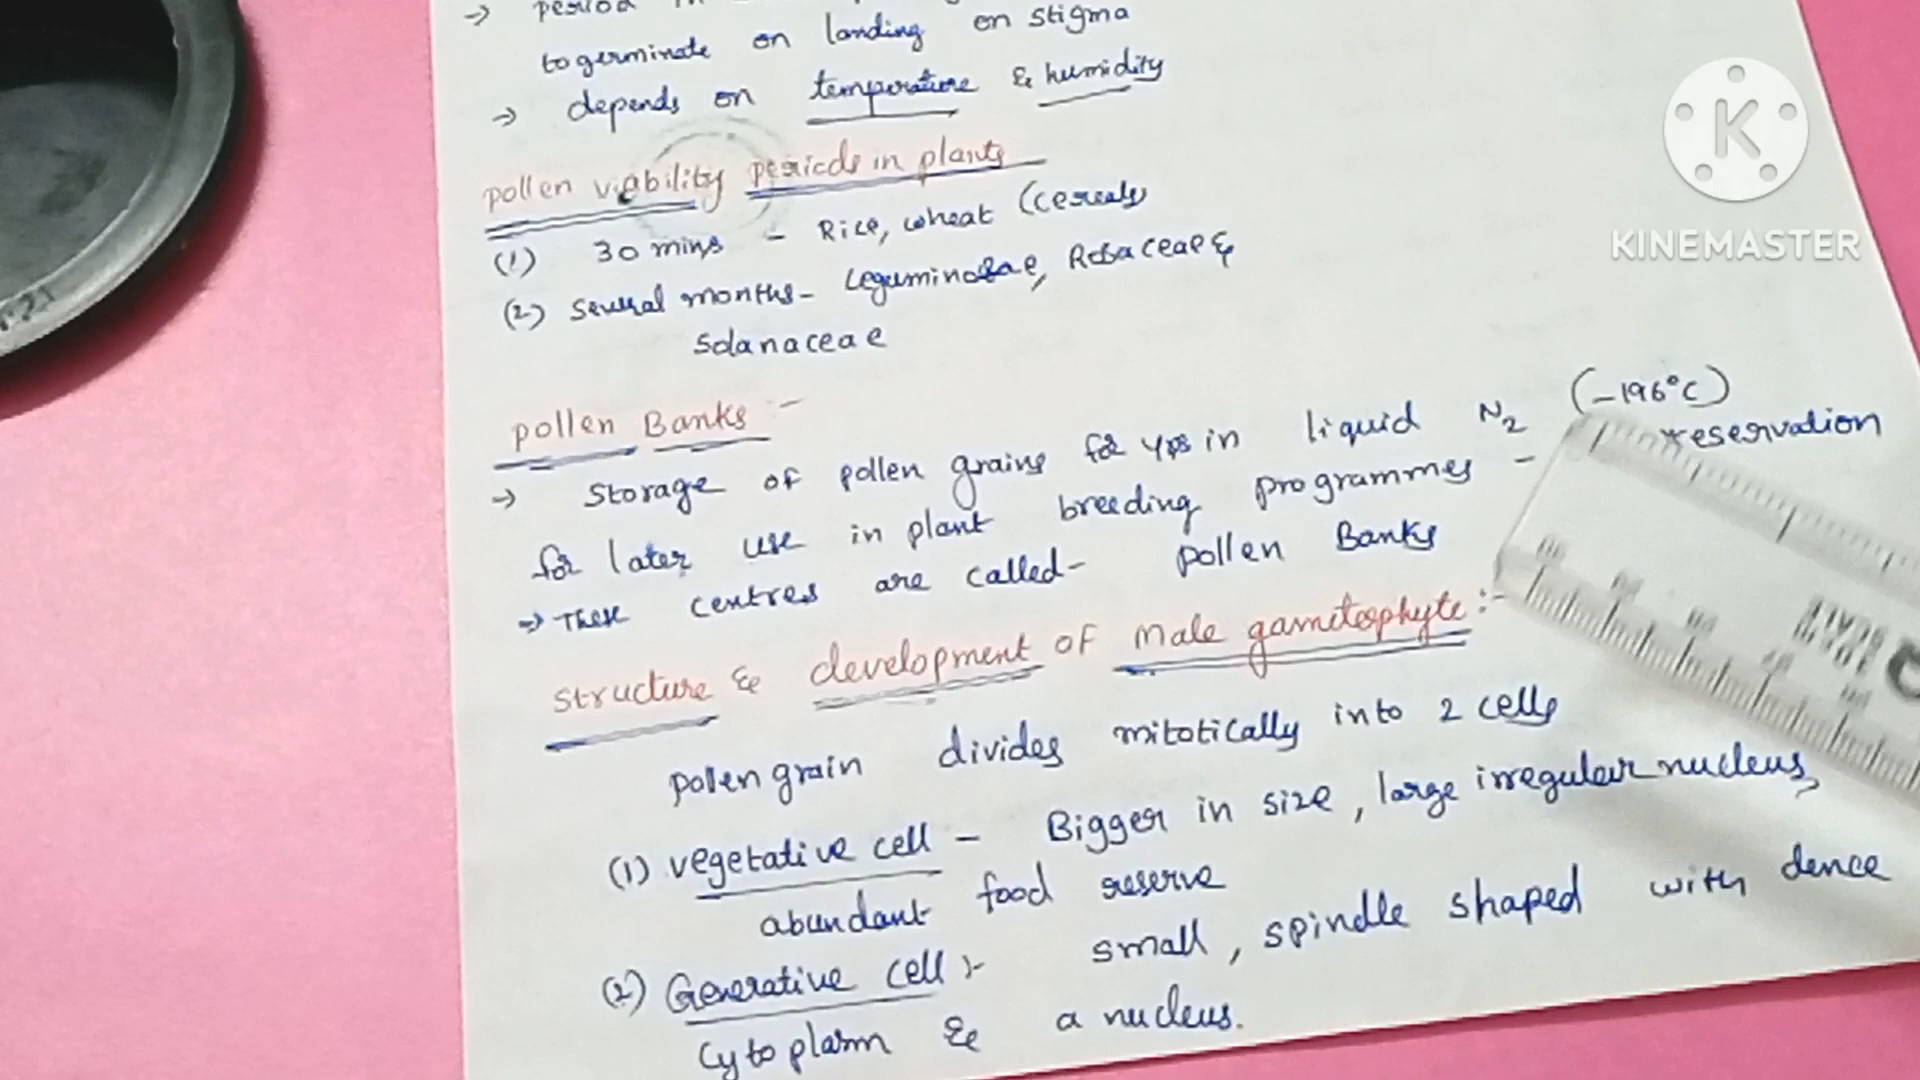 → period in
to germinate on landing on stigma
→ depends on temperature & humidity
pollen viability periods in plants
(1) 30 mins - Rice, wheat (cereals)
(2) Several months - Leguminosae, Rosaceae &
Solanaceae
pollen Banks :-
→ Storage of pollen grains for yrs in liquid N2 (-196°C)
for later use in plant breeding programmes - reservation
→ These centres are called - pollen Banks
structure & development of male gamitophyte :-
pollen grain divides mitotically into 2 cells
(1) vegetative cell - Bigger in size, large irregular nucleus,
abundant food reserve
(2) Generative cell :- small, spindle shaped with dence
cytoplasm & a nucleus.
K
KINEMASTER